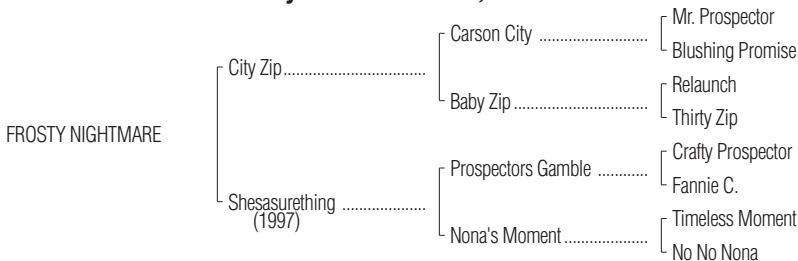 Mr. Prospector
Carson City ..............................
Blushing Promise
City Zip.......................................
Relaunch
Baby Zip.....................................
Thirty Zip
FROSTY NIGHTMARE
Crafty Prospector
Prospectors Gamble ..............
Fannie C.
Shesasurething .......................
(1997)
Timeless Moment
Nona's Moment.......................
No No Nona